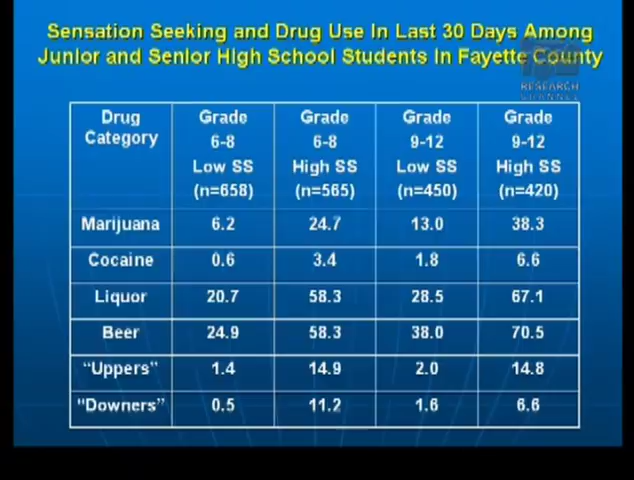 Sensation Seeking and Drug Use In Last 30 Days Among
Junior and Senior High School Students In Fayette County
RESEARCH
CHANNEL
Drug Category Grade 6-8 Low SS (n=658) Grade 6-8 High SS (n=565) Grade 9-12 Low SS (n=450) Grade 9-12 High SS (n=420)
Marijuana 6.2 24.7 13.0 38.3
Cocaine 0.6 3.4 1.8 6.6
Liquor 20.7 58.3 28.5 67.1
Beer 24.9 58.3 38.0 70.5
“Uppers” 1.4 14.9 2.0 14.8
"Downers” 0.5 11.2 1.6 6.6